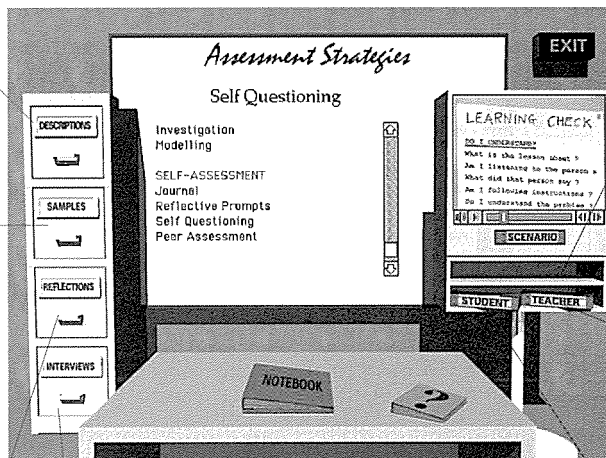 Assessment Strategies
Self Questioning
Investigation
Modelling
SELF-ASSESSMENT
Journal
Reflective Prompts
Self Questioning
Peer Assessment
DESCRIPTIONS
SAMPLES
REFLECTIONS
INTERVIEWS
EXIT
LEARNING CHECK
DO I UNDERSTAND?
What is the lesson about ?
Am I listening to the person s
What did that person say ?
Am I following instructions ?
Do I understand the proble
SCENARIO
STUDENT
TEACHER
NOTEBOOK
?